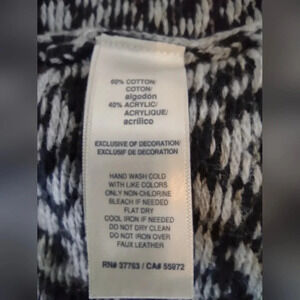 60% COTTON/
COTON/
algodón
40% ACRYLIC/
ACRYLIQUE/
acrílico
EXCLUSIVE OF DECORATION/
EXCLUSIF DE DECORATION
HAND WASH COLD
WITH LIKE COLORS
ONLY NON-CHLORINE
BLEACH IF NEEDED
FLAT DRY
COOL IRON IF NEEDED
DO NOT DRY CLEAN
DO NOT IRON OVER
FAUX LEATHER
RN# 37763 / CA# 55972